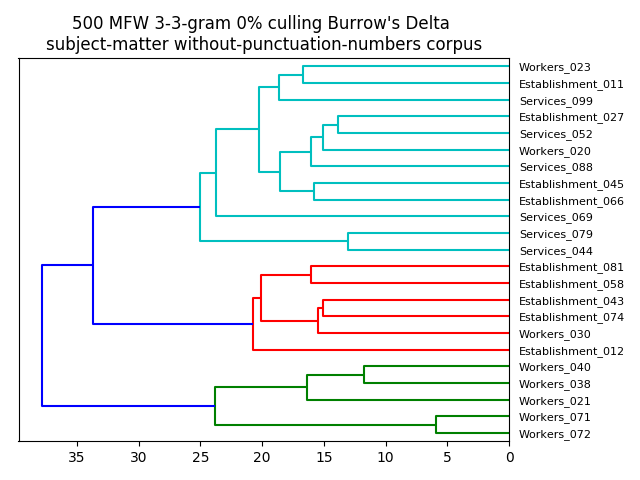 500 MFW 3-3-gram 0% culling Burrow's Delta
subject-matter without-punctuation-numbers corpus
Workers_023
Establishment_011
Services_099
Establishment_027
Services_052
Workers_020
Services_088
Establishment_045
Establishment_066
Services_069
Services_079
Services_044
Establishment_081
Establishment_058
Establishment_043
Establishment_074
Workers_030
Establishment_012
Workers_040
Workers_038
Workers_021
Workers_071
Workers_072
35 30 25 20 15 10 5 0